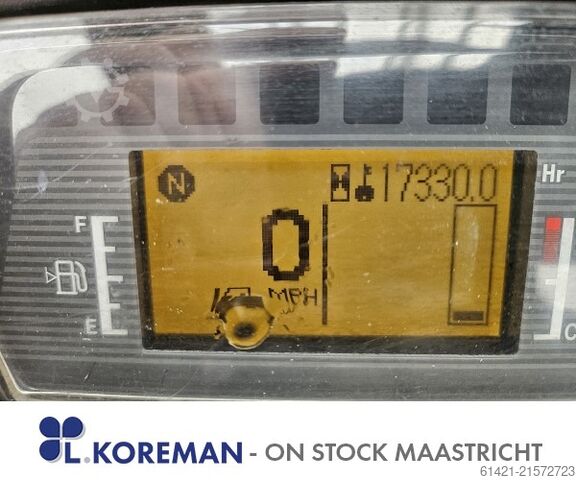 N
17330.0
Hr
F
0
MPH
E
C
L.KOREMAN - ON STOCK MAASTRICHT
61421-21572723